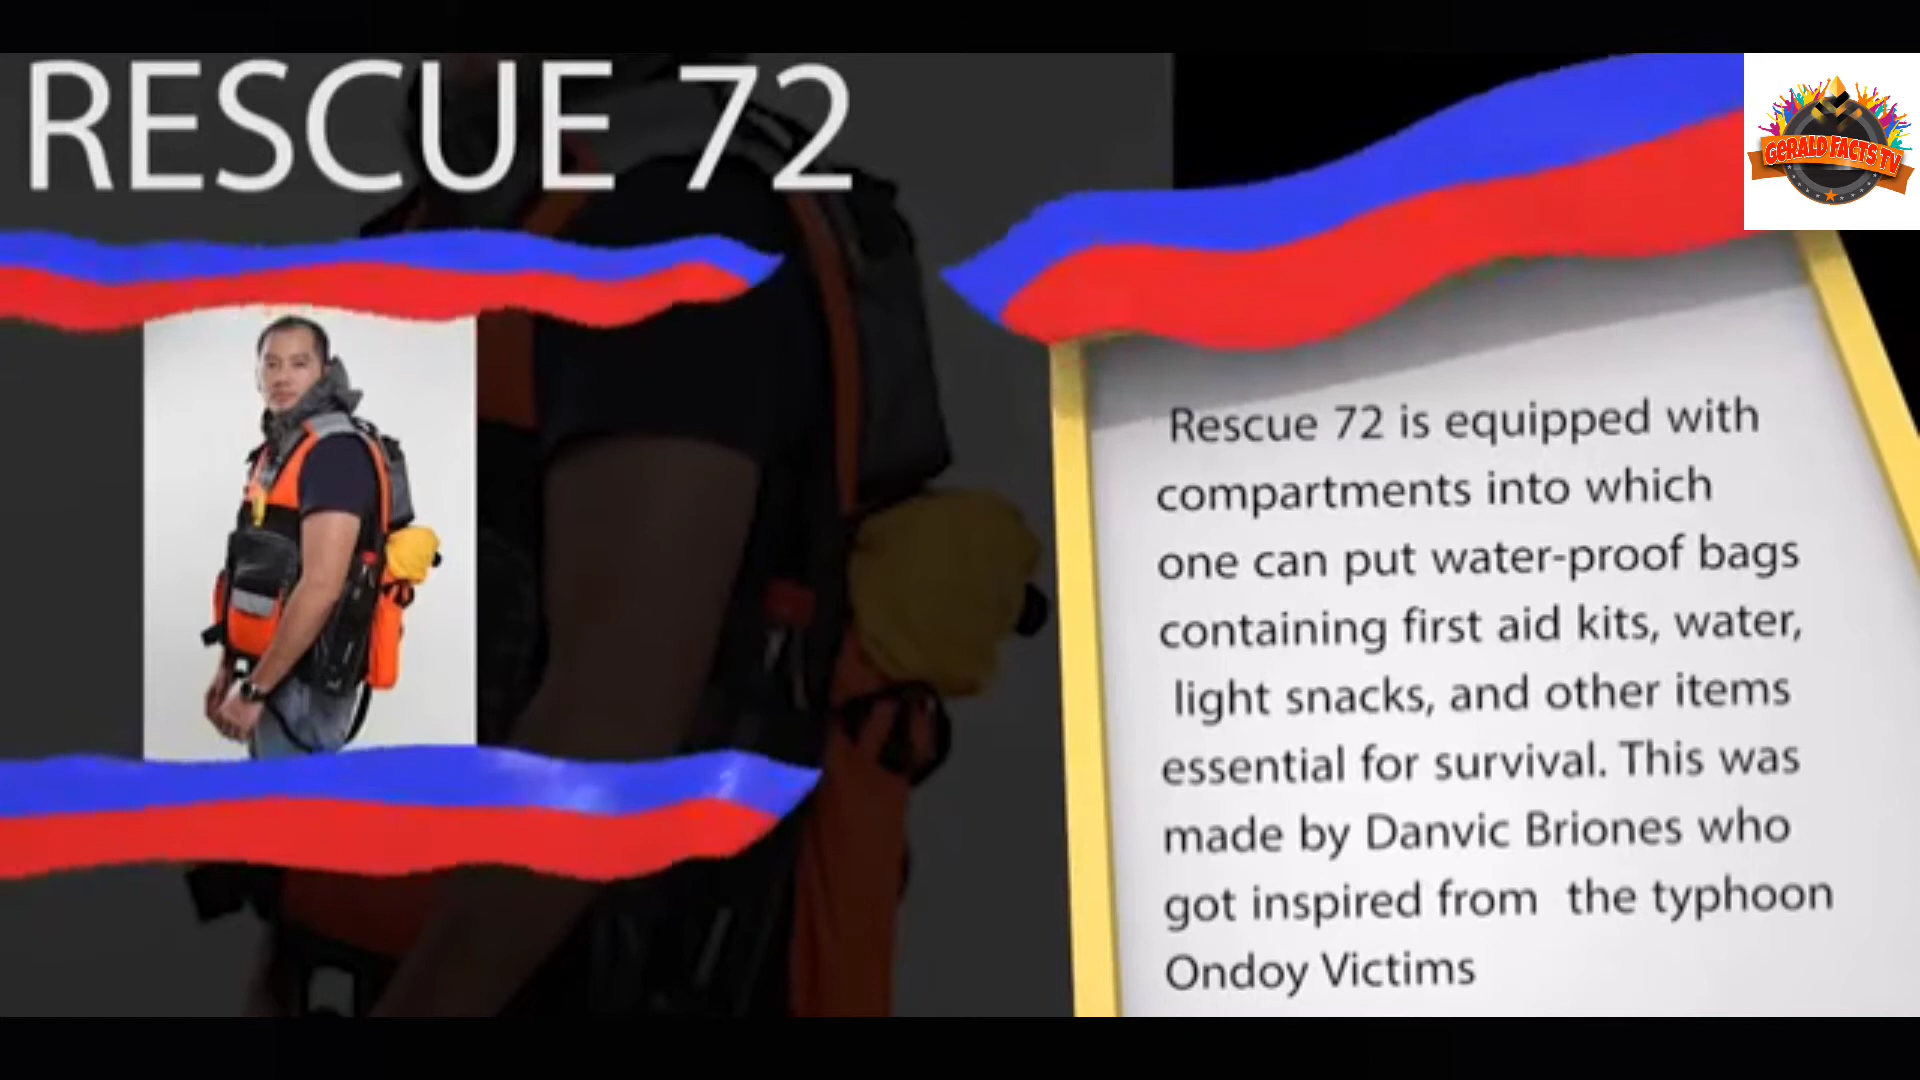 RESCUE 72
GERALD FACTS TV
Rescue 72 is equipped with
compartments into which
one can put water-proof bags
containing first aid kits, water,
light snacks, and other items
essential for survival. This was
made by Danvic Briones who
got inspired from the typhoon
Ondoy Victims